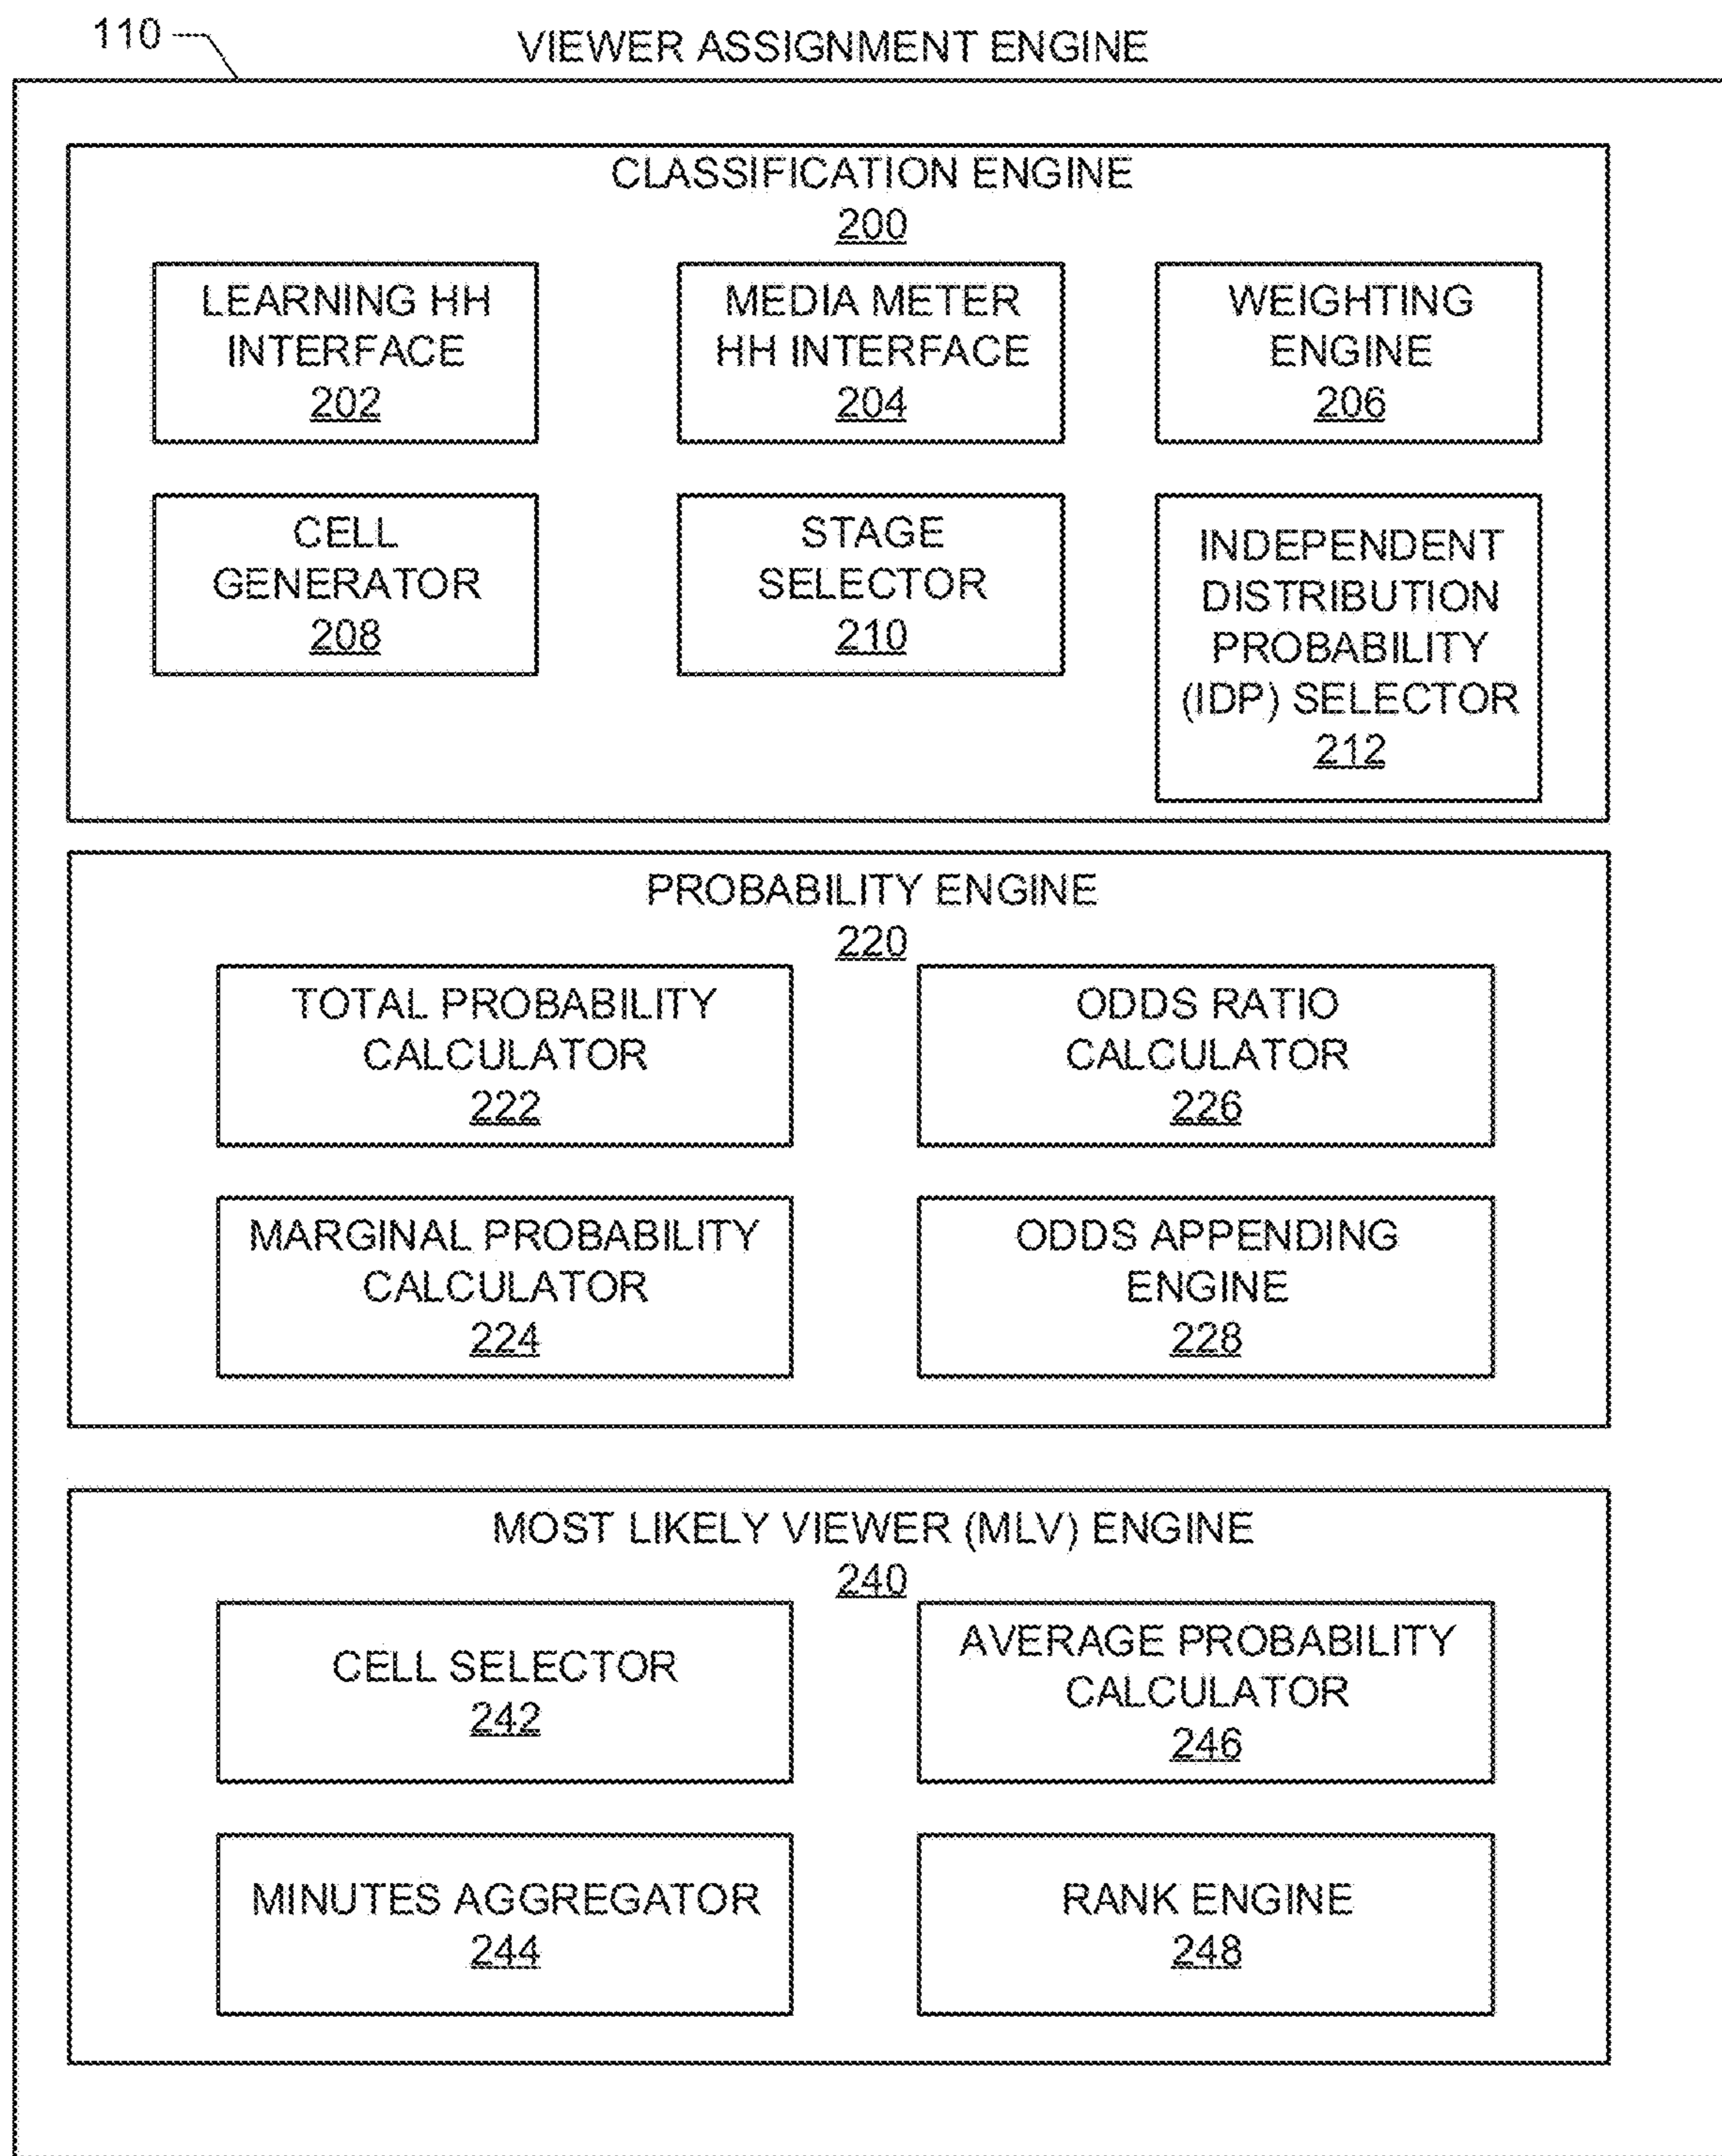 110
VIEWER ASSIGNMENT ENGINE
CLASSIFICATION ENGINE
200
LEARNING HH
INTERFACE
202
MEDIA METER
HH INTERFACE
204
WEIGHTING
ENGINE
206
CELL
GENERATOR
208
STAGE
SELECTOR
210
INDEPENDENT
DISTRIBUTION
PROBABILITY
(IDP) SELECTOR
212
PROBABILITY ENGINE
220
TOTAL PROBABILITY
CALCULATOR
222
ODDS RATIO
CALCULATOR
226
MARGINAL PROBABILITY
CALCULATOR
224
ODDS APPENDING
ENGINE
228
MOST LIKELY VIEWER (MLV) ENGINE
240
CELL SELECTOR
242
AVERAGE PROBABILITY
CALCULATOR
246
MINUTES AGGREGATOR
244
RANK ENGINE
248